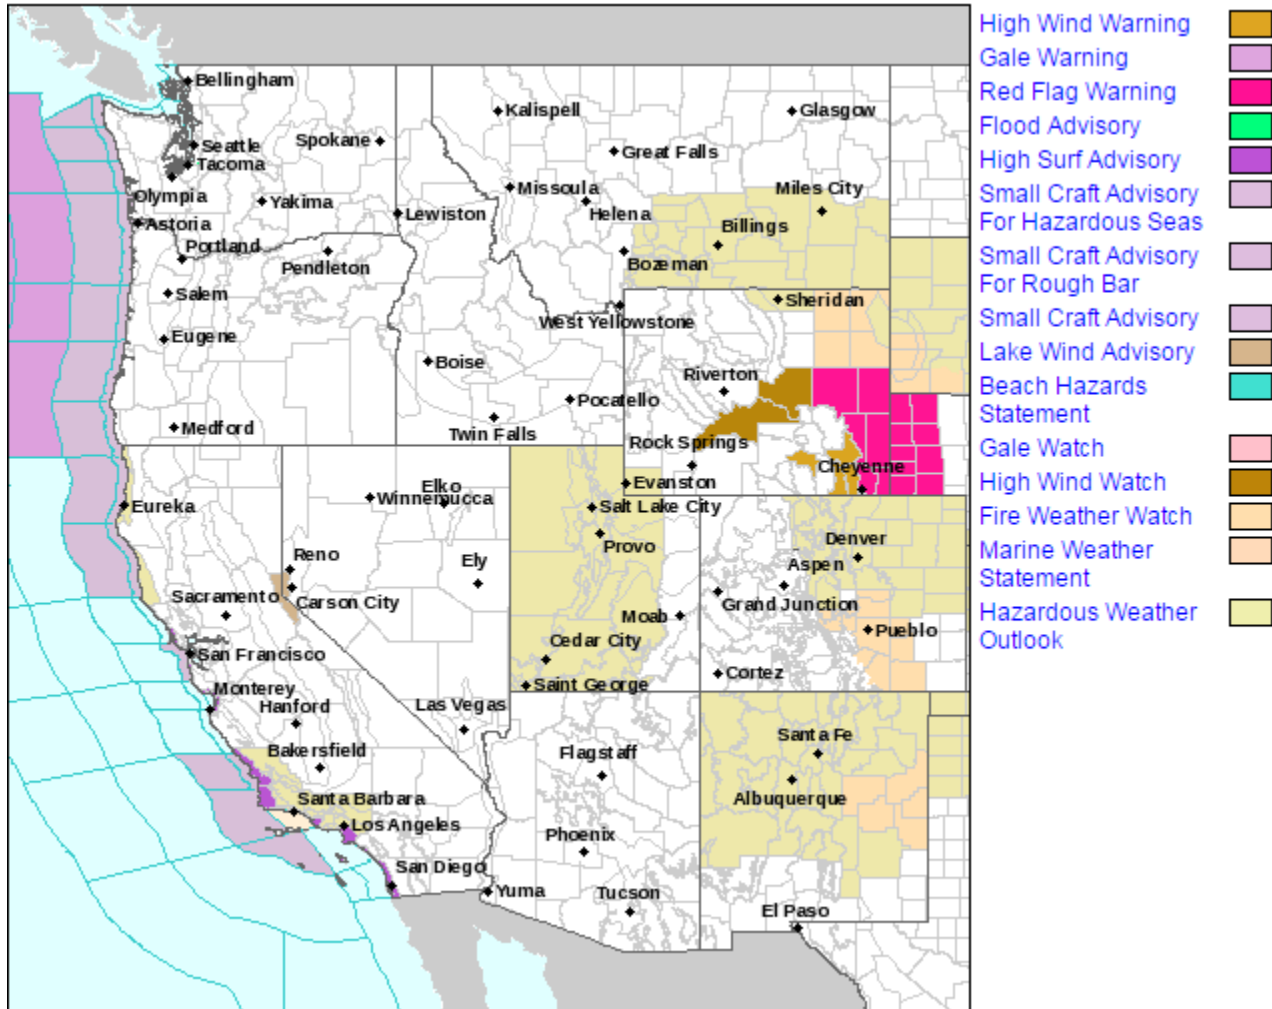 Bellingham
Kalispell
Glasgow
Seattle
Spokane
Great Falls
Tacoma
Olympia
Yakima
Missoula
Helena
Miles City
Astoria
Lewiston
Billings
Portland
Pendleton
Bozeman
Salem
Sheridan
Eugene
West Yellowstone
Boise
Riverton
Pocatello
Medford
Twin Falls
Rock Springs
Cheyenne
Elko
Evanston
Eureka
Winnemucca
Salt Lake City
Provo
Denver
Reno
Ely
Aspen
Sacramento
Carson City
Grand Junction
Moab
Pueblo
San Francisco
Cedar City
Cortez
Saint George
Monterey
Hanford
Las Vegas
Bakersfield
Flagstaff
Santa Fe
Santa Barbara
Albuquerque
Los Angeles
Phoenix
San Diego
Yuma
Tucson
El Paso
High Wind Warning
Gale Warning
Red Flag Warning
Flood Advisory
High Surf Advisory
Small Craft Advisory
For Hazardous Seas
Small Craft Advisory
For Rough Bar
Small Craft Advisory
Lake Wind Advisory
Beach Hazards
Statement
Gale Watch
High Wind Watch
Fire Weather Watch
Marine Weather
Statement
Hazardous Weather
Outlook